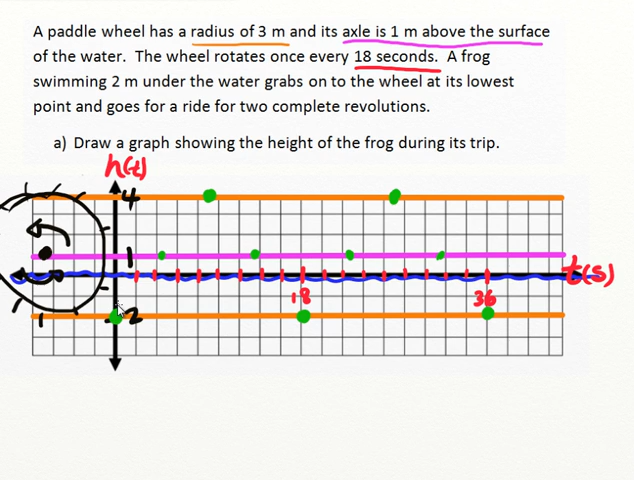 A paddle wheel has a radius of 3 m and its axle is 1 m above the surface
of the water. The wheel rotates once every 18 seconds. A frog
swimming 2 m under the water grabs on to the wheel at its lowest
point and goes for a ride for two complete revolutions.
a) Draw a graph showing the height of the frog during its trip.
h(t)
4
1
t(s)
18
36
-2